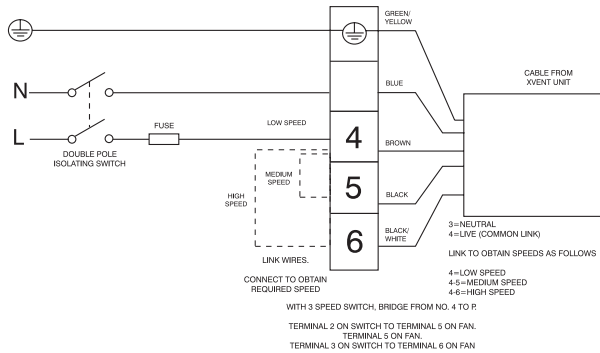 GREEN/
YELLOW
N
BLUE
CABLE FROM
XVENT UNIT
L
FUSE
LOW SPEED
4
BROWN
DOUBLE POLE
ISOLATING SWITCH
MEDIUM
SPEED
HIGH
SPEED
5
BLACK
BLACK/
WHITE
6
3=NEUTRAL
4=LIVE (COMMON LINK)
LINK TO OBTAIN SPEEDS AS FOLLOWS
4=LOW SPEED
4-5=MEDIUM SPEED
4-6=HIGH SPEED
LINK WIRES.
CONNECT TO OBTAIN
REQUIRED SPEED
WITH 3 SPEED SWITCH, BRIDGE FROM NO. 4 TO P.
TERMINAL 2 ON SWITCH TO TERMINAL 5 ON FAN.
TERMINAL 5 ON FAN.
TERMINAL 3 ON SWITCH TO TERMINAL 6 ON FAN